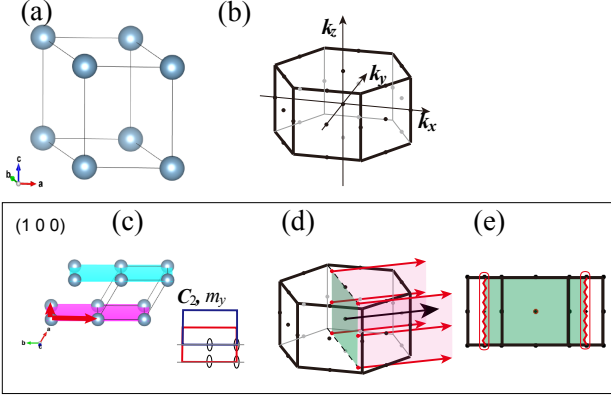 (a)
(b)
k_z
k_y
k_x
c
b
a
(1 0 0)
(c)
(d)
(e)
C_2, m_y
a
b